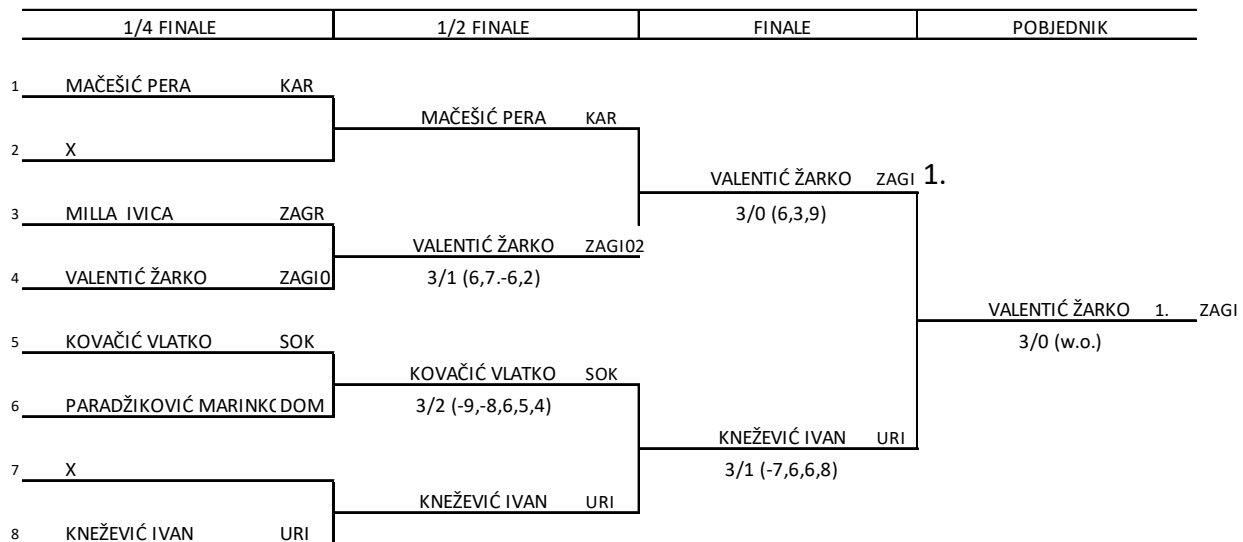 1/4 FINALE 1/2 FINALE FINALE POBJEDNIK
1 MAČEŠIĆ PERA KAR
MAČEŠIĆ PERA KAR
2 X
VALENTIĆ ŽARKO ZAGI 1.
3 MILLA IVICA ZAGR 3/0 (6,3,9)
VALENTIĆ ŽARKO ZAGI02
4 VALENTIĆ ŽARKO ZAGI0 3/1 (6,7.-6,2)
VALENTIĆ ŽARKO 1. ZAGI
5 KOVAČIĆ VLATKO SOK 3/0 (w.o.)
KOVAČIĆ VLATKO SOK
6 PARADŽIKOVIĆ MARINKO DOM 3/2 (-9,-8,6,5,4)
KNEŽEVIĆ IVAN URI
7 X 3/1 (-7,6,6,8)
KNEŽEVIĆ IVAN URI
8 KNEŽEVIĆ IVAN URI